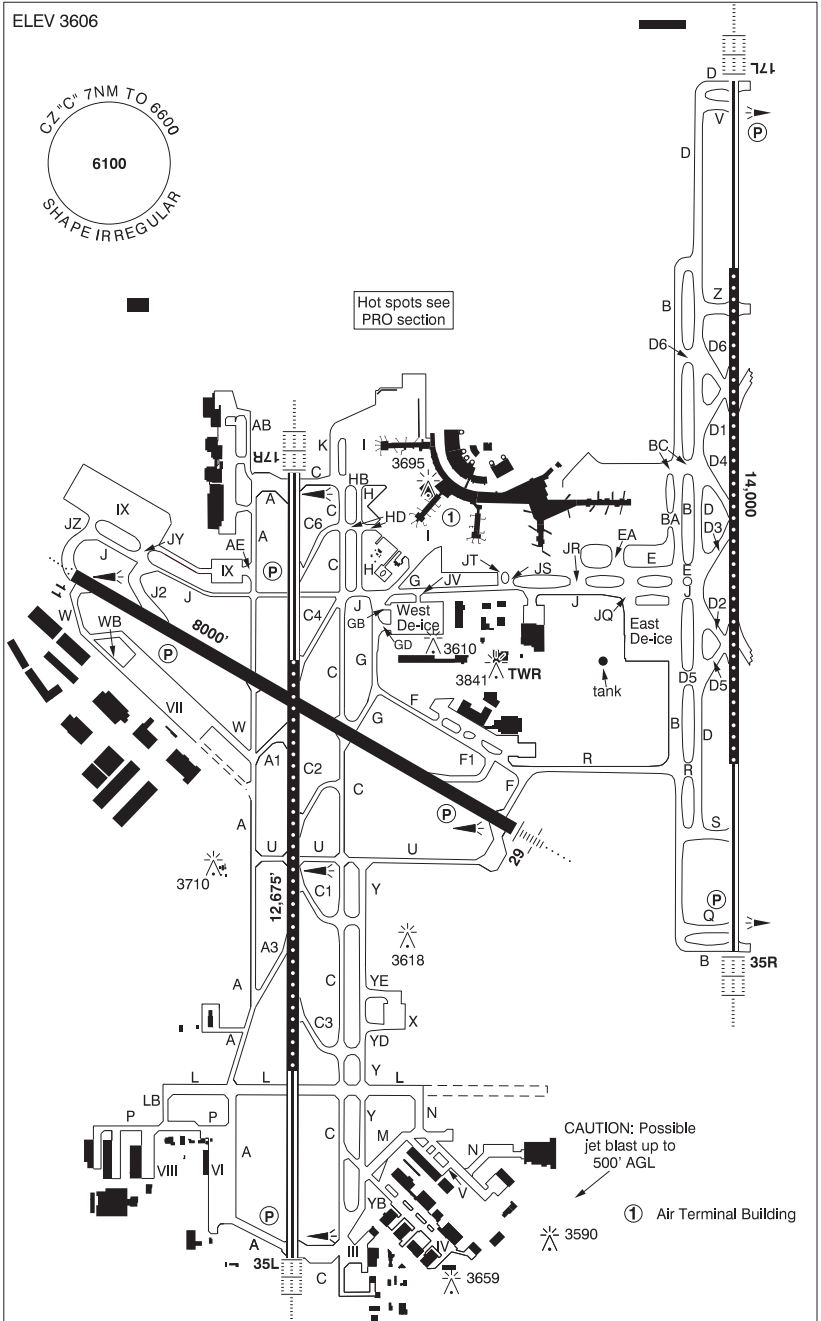 ELEV 3606
CZ "C" 7NM TO 6600
6100
SHAPE IRREGULAR
Hot spots see
PRO section
17L
D
V
P
D
B
Z
D6
D6
D1
BC
D4
14,000
B
D
BA
D3
EA
E
E
J
JR
JQ
J
D2
East
De-ice
D5
D5
B
D
R
R
S
P
Q
B
35R
AB
17R
K
I
3695
C
HB
H
A
C
C6
HD
I
1
IX
JZ
JY
A
AE
IX
P
J
H
JT
JS
G
JV
J2
J
11
W
WB
8000'
C4
J
GB
West
De-ice
GD
3610
3841
TWR
tank
P
C
G
VII
W
F
G
F1
F
A1
C2
C
A
P
29
U
U
U
3710
12,675'
C1
Y
3618
A3
A
C
YE
X
C3
YD
A
Y
L
L
L
LB
P
P
N
Y
C
M
N
VIII
VI
A
V
CAUTION: Possible
jet blast up to
500' AGL
YB
1 Air Terminal Building
P
A
III
IV
3590
35L
C
3659